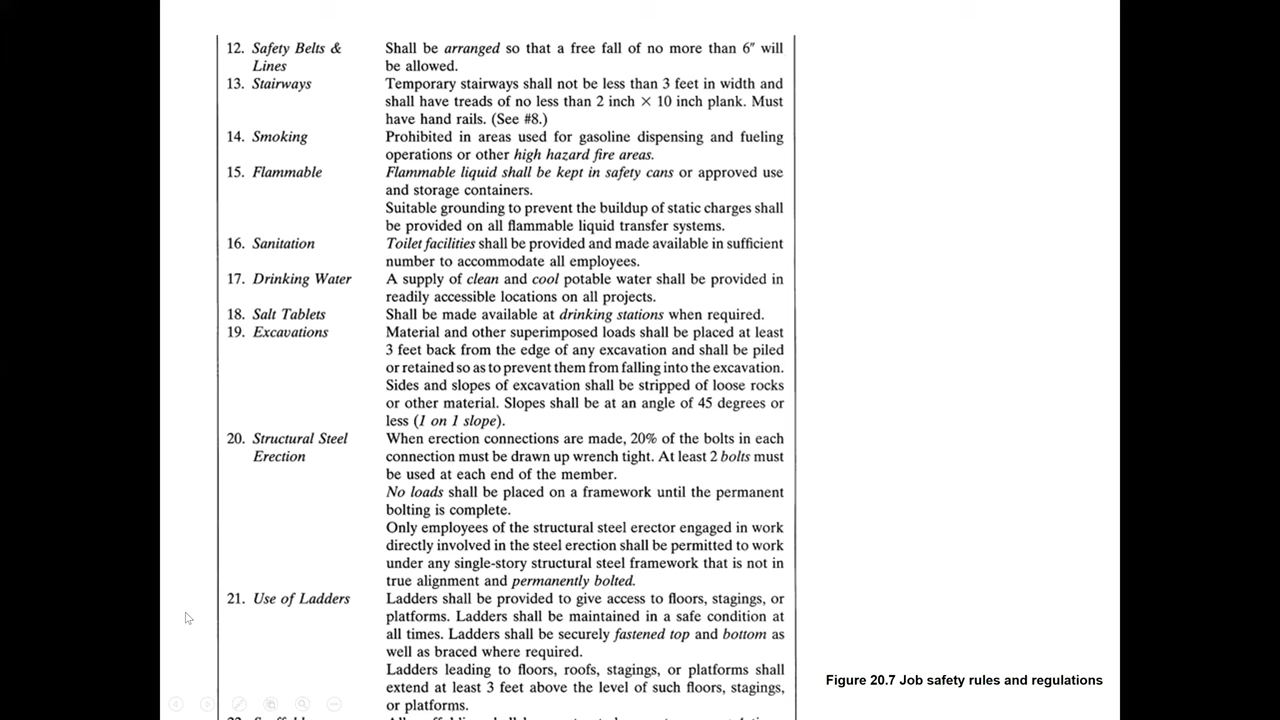 12. Safety Belts & Lines Shall be arranged so that a free fall of no more than 6″ will
be allowed.
13. Stairways Temporary stairways shall not be less than 3 feet in width and
shall have treads of no less than 2 inch × 10 inch plank. Must
have hand rails. (See #8.)
14. Smoking Prohibited in areas used for gasoline dispensing and fueling
operations or other high hazard fire areas.
15. Flammable Flammable liquid shall be kept in safety cans or approved use
and storage containers.
Suitable grounding to prevent the buildup of static charges shall
be provided on all flammable liquid transfer systems.
16. Sanitation Toilet facilities shall be provided and made available in sufficient
number to accommodate all employees.
17. Drinking Water A supply of clean and cool potable water shall be provided in
readily accessible locations on all projects.
18. Salt Tablets Shall be made available at drinking stations when required.
19. Excavations Material and other superimposed loads shall be placed at least
3 feet back from the edge of any excavation and shall be piled
or retained so as to prevent them from falling into the excavation.
Sides and slopes of excavation shall be stripped of loose rocks
or other material. Slopes shall be at an angle of 45 degrees or
less (1 on 1 slope).
20. Structural Steel Erection When erection connections are made, 20% of the bolts in each
connection must be drawn up wrench tight. At least 2 bolts must
be used at each end of the member.
No loads shall be placed on a framework until the permanent
bolting is complete.
Only employees of the structural steel erector engaged in work
directly involved in the steel erection shall be permitted to work
under any single-story structural steel framework that is not in
true alignment and permanently bolted.
21. Use of Ladders Ladders shall be provided to give access to floors, stagings, or
platforms. Ladders shall be maintained in a safe condition at
all times. Ladders shall be securely fastened top and bottom as
well as braced where required.
Ladders leading to floors, roofs, stagings, or platforms shall
extend at least 3 feet above the level of such floors, stagings,
or platforms.
Figure 20.7 Job safety rules and regulations